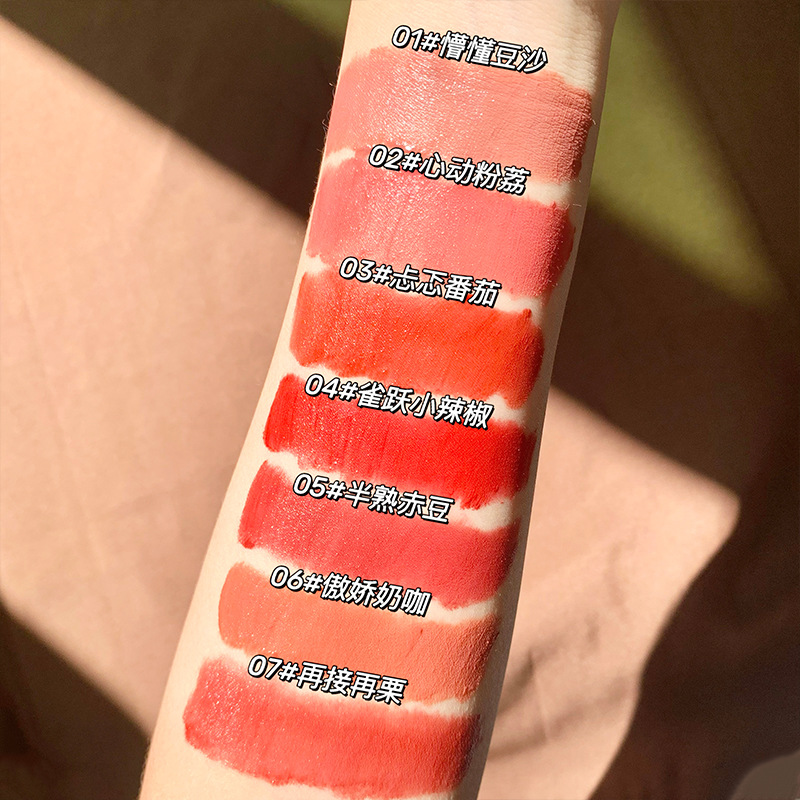 01#懵懂豆沙
02#心动粉荔
03#忐忑番茄
04#雀跃小辣椒
05#半熟赤豆
06#傲娇奶咖
07#再接再栗